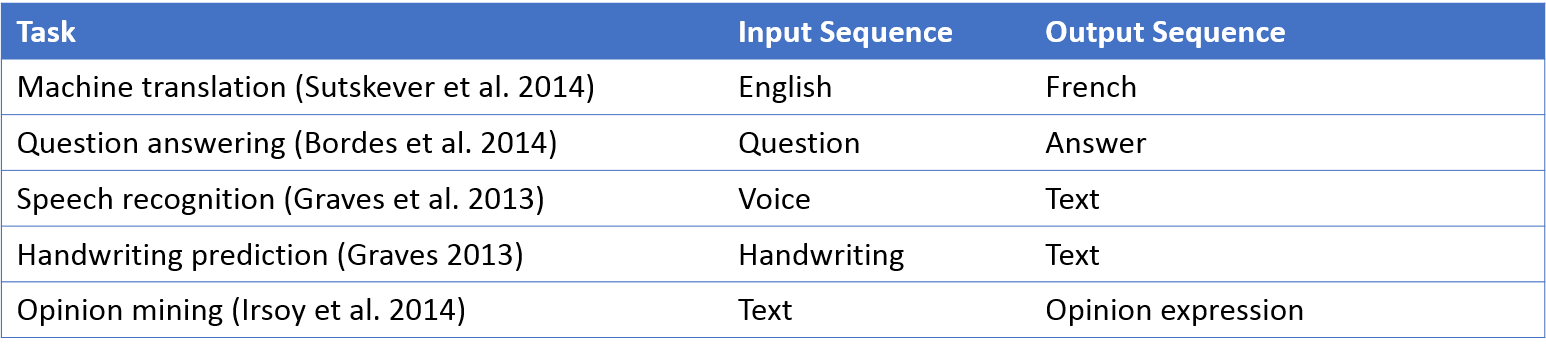 Task Input Sequence Output Sequence
Machine translation (Sutskever et al. 2014) English French
Question answering (Bordes et al. 2014) Question Answer
Speech recognition (Graves et al. 2013) Voice Text
Handwriting prediction (Graves 2013) Handwriting Text
Opinion mining (Irsoy et al. 2014) Text Opinion expression